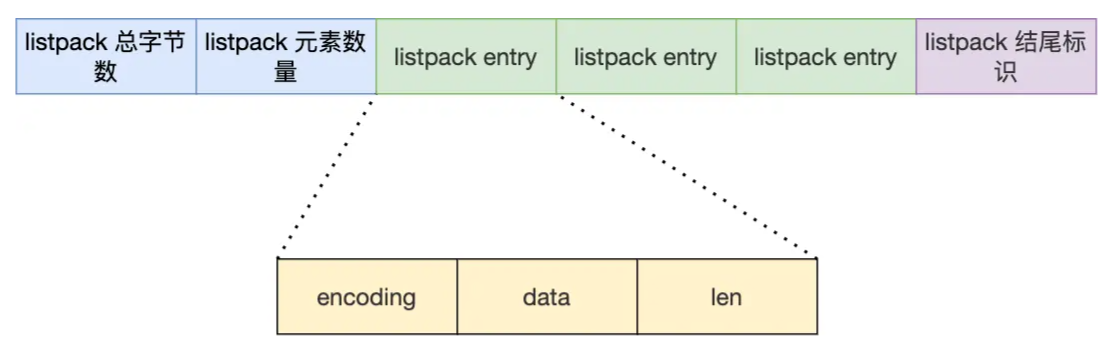 listpack 总字节
数
listpack 元素数
量
listpack entry
listpack entry
listpack entry
listpack 结尾标
识
encoding
data
len